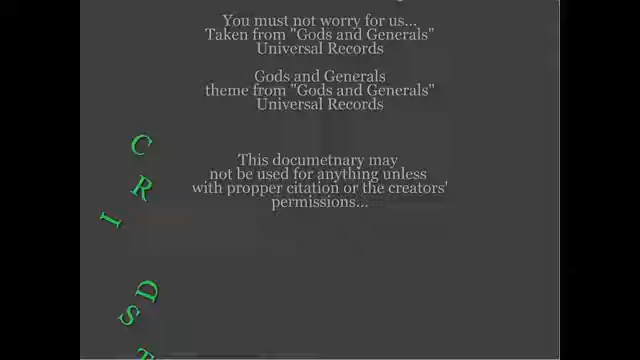 You must not worry for us...
Taken from "Gods and Generals"
Universal Records
Gods and Generals
theme from "Gods and Generals"
Universal Records
This documetnary may
not be used for anything unless
with propper citation or the creators'
permissions...
C
R
I
D
S
T